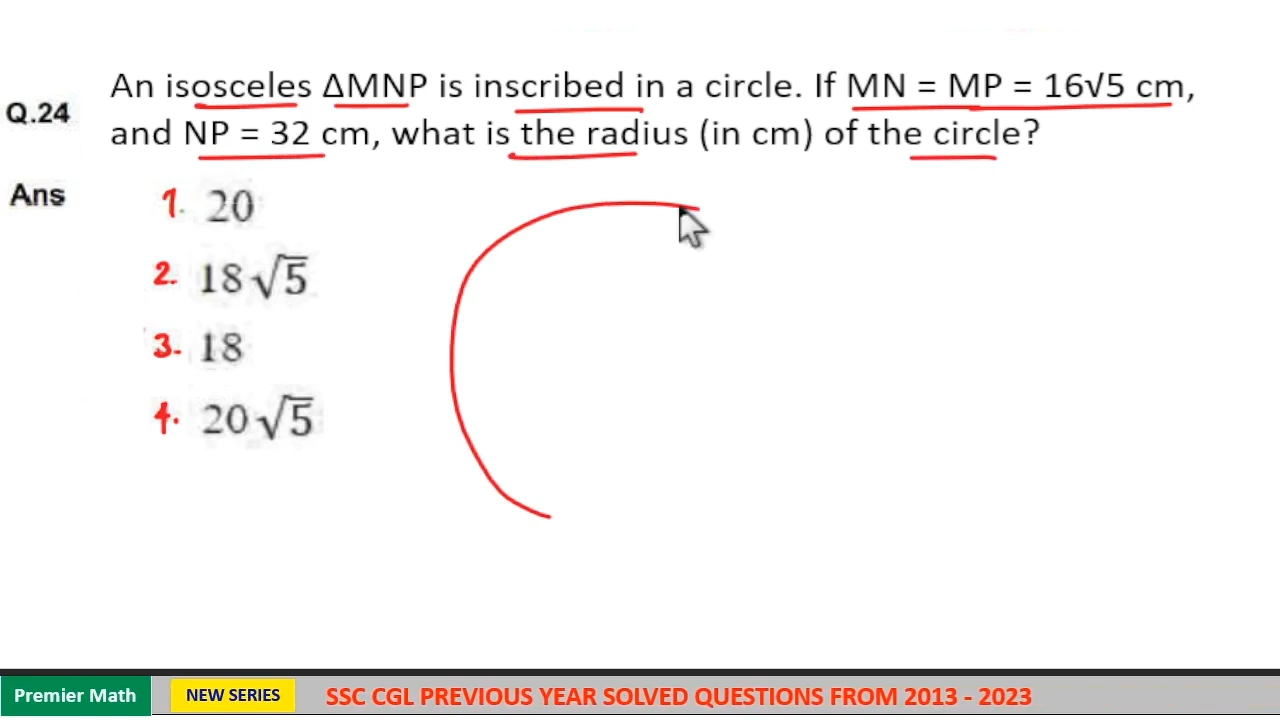 An isosceles ΔMNP is inscribed in a circle. If MN = MP = 16√5 cm,
Q.24
and NP = 32 cm, what is the radius (in cm) of the circle?
Ans
1. 20
2. 18√5
3. 18
4. 20√5
Premier Math NEW SERIES SSC CGL PREVIOUS YEAR SOLVED QUESTIONS FROM 2013 - 2023